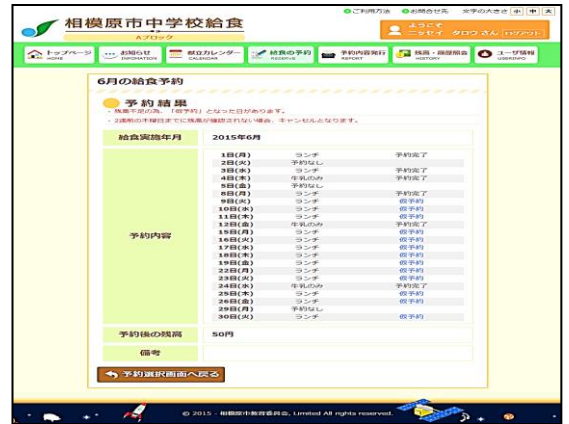 ご利用方法 お問合せ先 文字の大きさ 小 中 大
相模原市中学校給食
Aブロック
ようこそ
ニッセイ タロウ さん ログアウト
トップページ HOME
お知らせ INFOMATION
献立カレンダー CALENDAR
給食の予約 RESERVE
予約内容発行 REPORT
残高・履歴照会 HISTORY
ユーザ情報 USERINFO
6月の給食予約
予約結果
・残高不足の為、「仮予約」となった日があります。
・2週前の木曜日までに残高が確認されない場合、キャンセルとなります。
給食実施年月 2015年6月
予約内容
1日(月) ランチ 予約完了
2日(火) 予約なし
3日(水) ランチ 予約完了
4日(木) 牛乳のみ 予約完了
5日(金) 予約なし
8日(月) ランチ 予約完了
9日(火) ランチ 仮予約
10日(水) ランチ 仮予約
11日(木) ランチ 仮予約
12日(金) 牛乳のみ 予約完了
15日(月) ランチ 仮予約
16日(火) ランチ 仮予約
17日(水) ランチ 仮予約
18日(木) ランチ 仮予約
19日(金) ランチ 仮予約
22日(月) ランチ 仮予約
23日(火) ランチ 仮予約
24日(水) 牛乳のみ 予約完了
25日(木) ランチ 仮予約
26日(金) ランチ 仮予約
29日(月) 予約なし
30日(火) ランチ 仮予約
予約後の残高 50円
備考
予約選択画面へ戻る
© 2015 - 相模原市教育委員会, Limited All rights reserved.